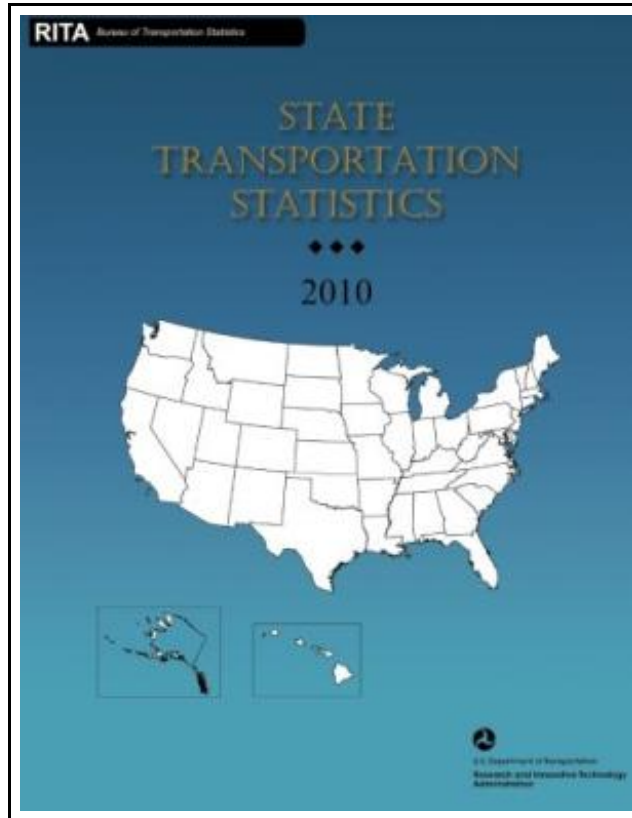 RITA Bureau of Transportation Statistics
STATE
TRANSPORTATION
STATISTICS
2010
U.S. Department of Transportation
Research and Innovative Technology
Administration